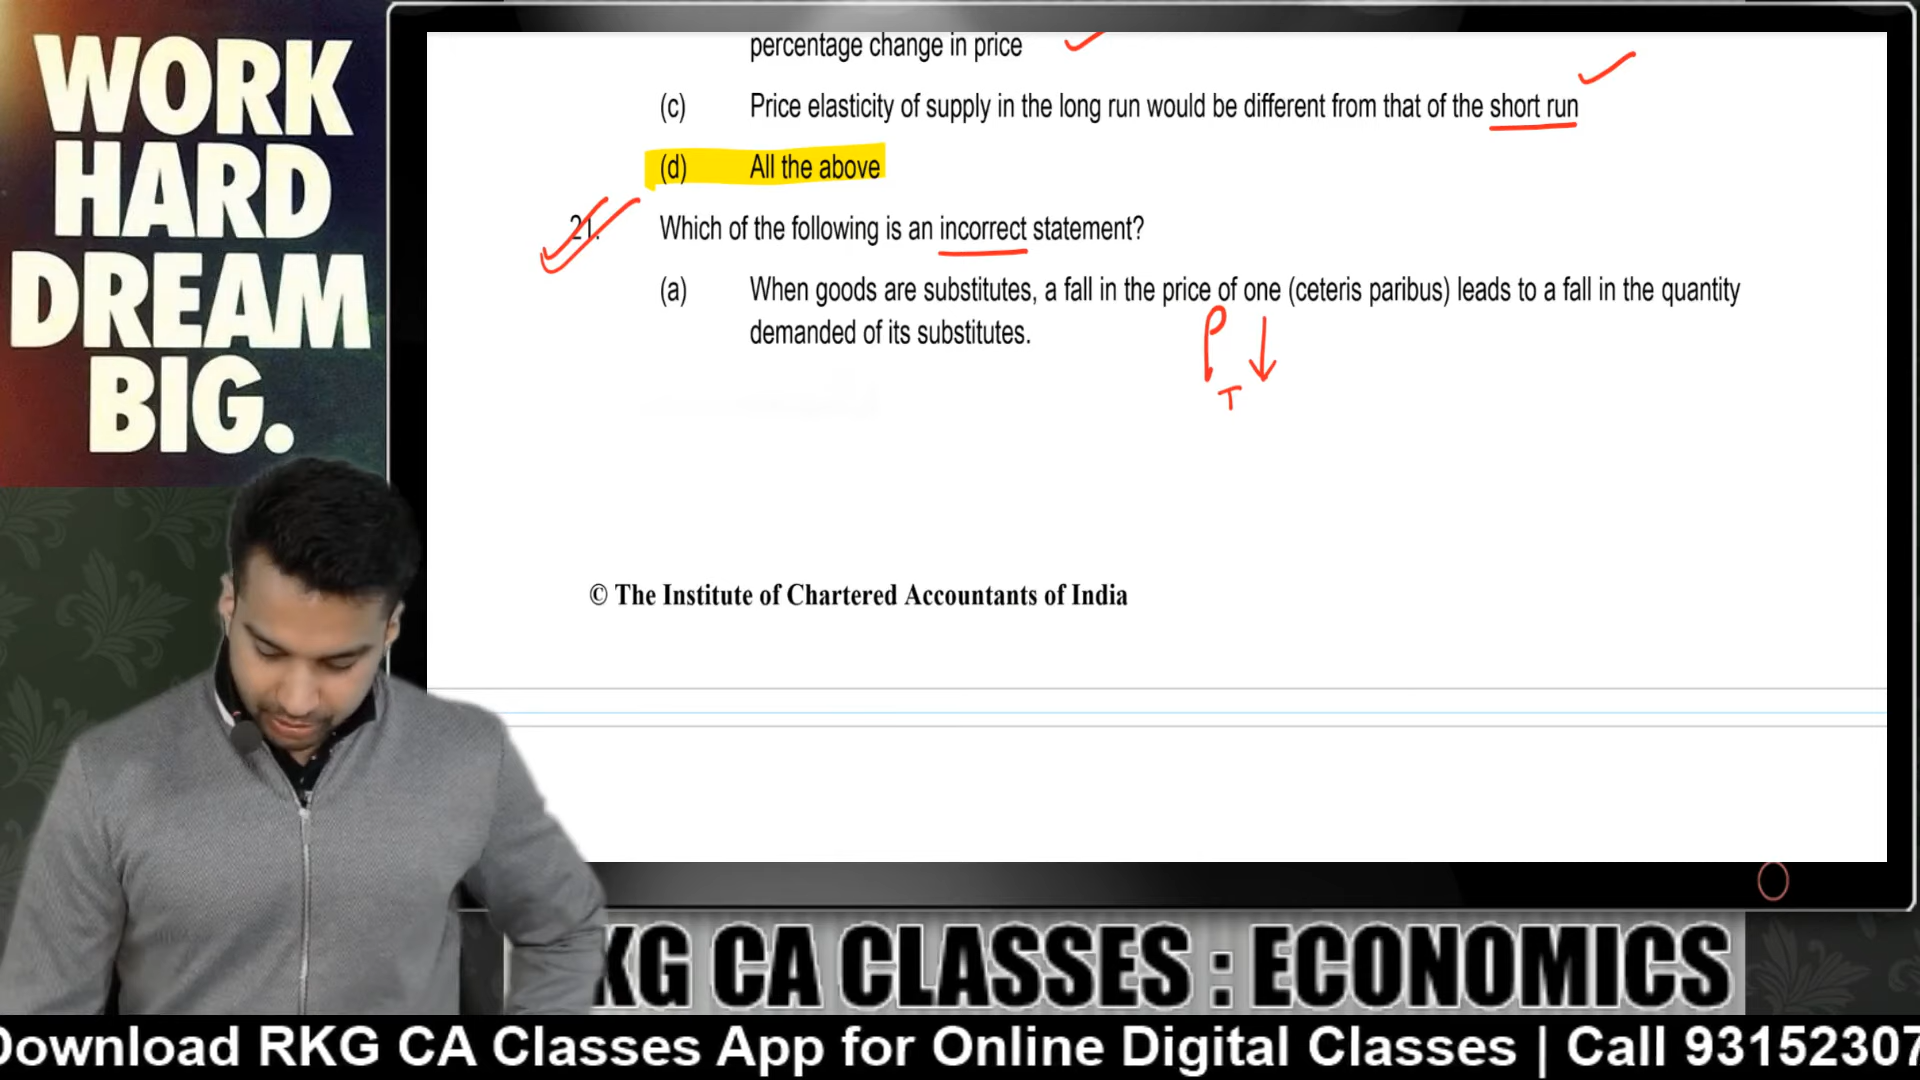 WORK
HARD
DREAM
BIG.
percentage change in price
(c) Price elasticity of supply in the long run would be different from that of the short run
(d) All the above
21. Which of the following is an incorrect statement?
(a) When goods are substitutes, a fall in the price of one (ceteris paribus) leads to a fall in the quantity
demanded of its substitutes.
P ↓
T
© The Institute of Chartered Accountants of India
KG CA CLASSES : ECONOMICS
Download RKG CA Classes App for Online Digital Classes | Call 93152307